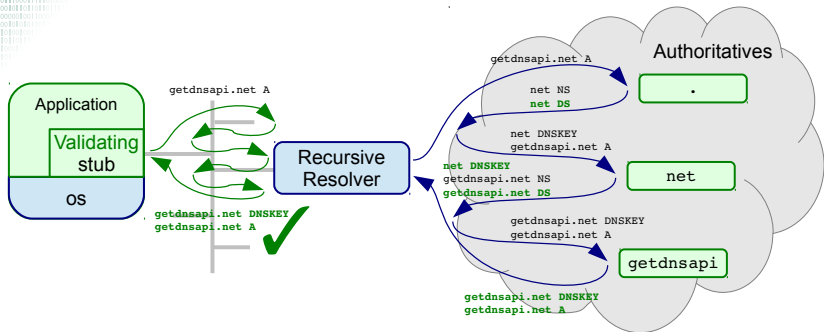 Authoritatives
getdnsapi.net A
.
net NS
net DS
getdnsapi.net A
Application
Validating
stub
os
Recursive
Resolver
net DNSKEY
getdnsapi.net A
net DNSKEY
getdnsapi.net NS
getdnsapi.net DS
net
getdnsapi.net DNSKEY
getdnsapi.net A
getdnsapi.net DNSKEY
getdnsapi.net A
getdnsapi
getdnsapi.net DNSKEY
getdnsapi.net A